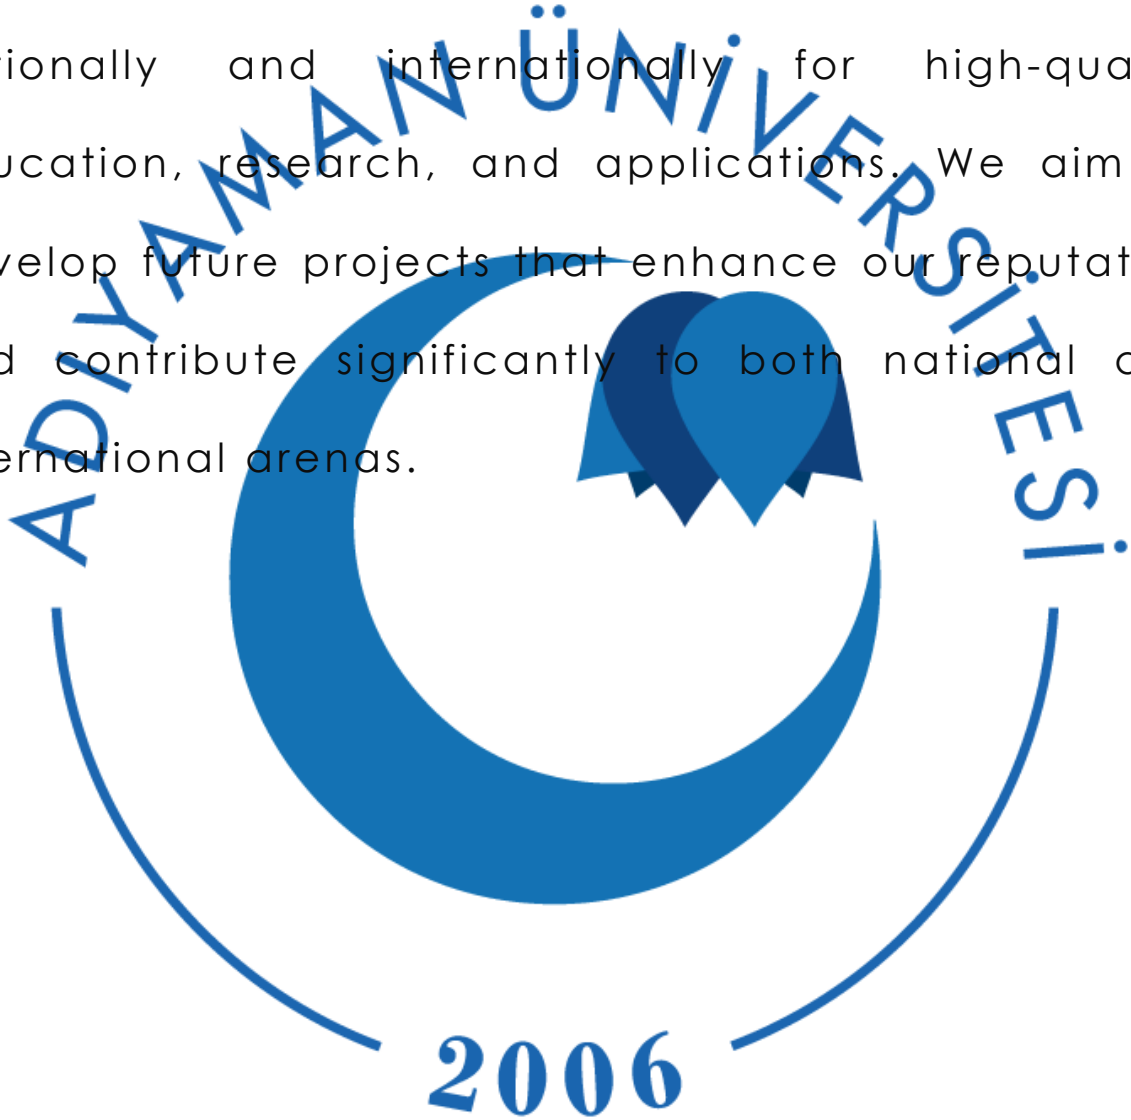 ADIYAMAN ÜNİVERSİTESİ
tionally and internationally for high-qua
ucation, research, and applications. We aim
velop future projects that enhance our reputat
d contribute significantly to both national
ernational arenas.
2006